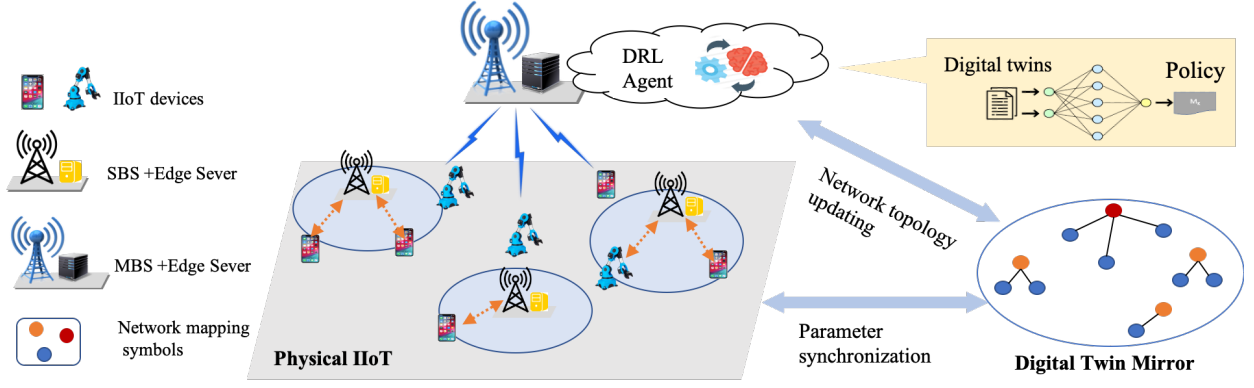 IIoT devices
SBS +Edge Sever
MBS +Edge Sever
Network mapping
symbols
DRL
Agent
Digital twins
Policy
Physical IIoT
Network topology
updating
Parameter
synchronization
Digital Twin Mirror